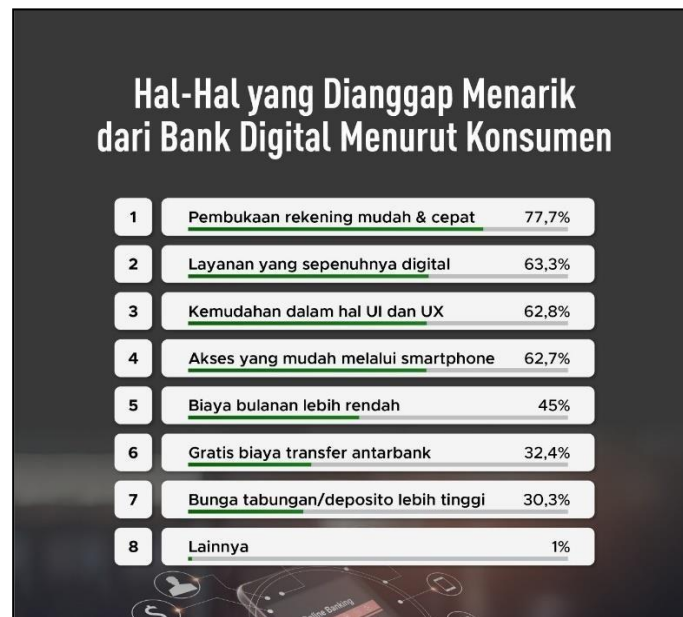 Hal-Hal yang Dianggap Menarik
dari Bank Digital Menurut Konsumen
1 Pembukaan rekening mudah & cepat 77,7%
2 Layanan yang sepenuhnya digital 63,3%
3 Kemudahan dalam hal UI dan UX 62,8%
4 Akses yang mudah melalui smartphone 62,7%
5 Biaya bulanan lebih rendah 45%
6 Gratis biaya transfer antarbank 32,4%
7 Bunga tabungan/deposito lebih tinggi 30,3%
8 Lainnya 1%
$
Online Banking